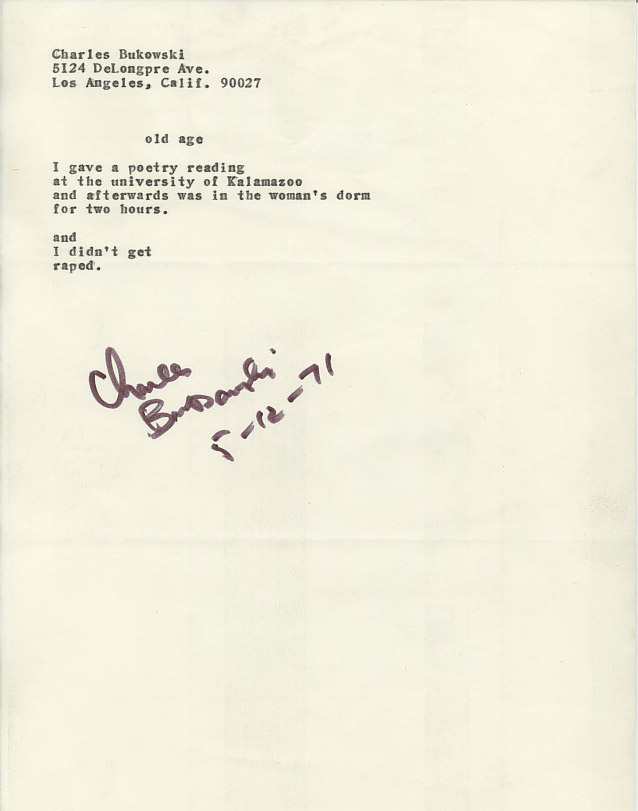 Charles Bukowski
5I24 DeLongpre Ave.
Los Angeles, Calif. 90027
old age
I gave a poetry reading
at the university of Kalamazoo
and afterwards was in the woman's dorm
for two hours.
and
I didn't get
raped.
Charles
Bukowski
5-12-71